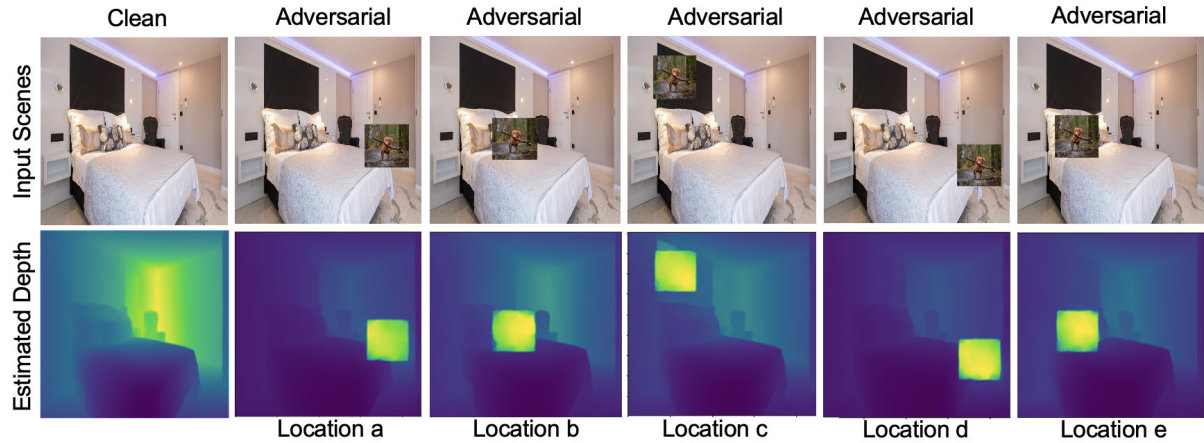 Clean Adversarial Adversarial Adversarial Adversarial Adversarial
Input Scenes
Estimated Depth
Location a Location b Location c Location d Location e